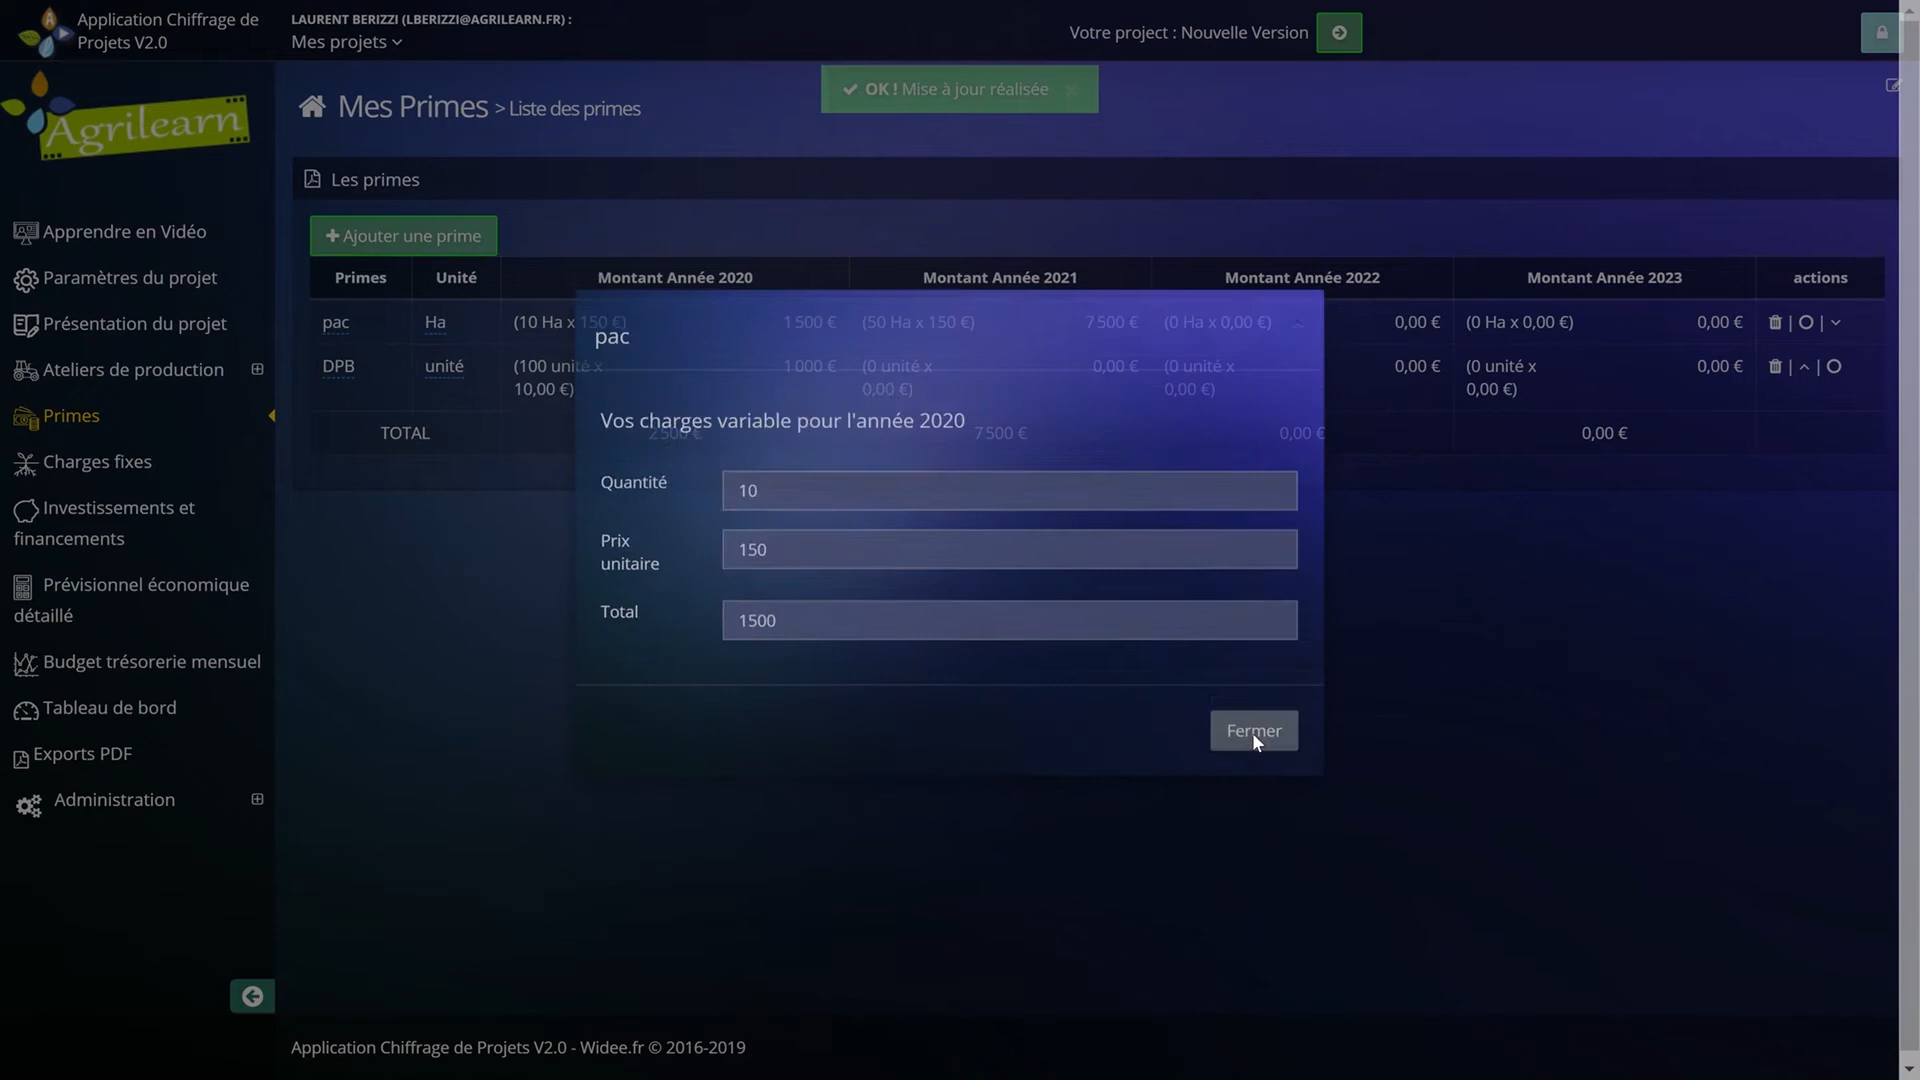 Application Chiffrage de
Projets V2.0
LAURENT BERIZZI (LBERIZZI@AGRILEARN.FR) :
Mes projets
Votre project : Nouvelle Version
OK ! Mise à jour réalisée
Agrilearn
Mes Primes > Liste des primes
Les primes
Ajouter une prime
Primes Unité Montant Année 2020 Montant Année 2021 Montant Année 2022 Montant Année 2023 actions
pac Ha (10 Ha x 150 €) 1 500 € (50 Ha x 150 €) 7 500 € (0 Ha x 0,00 €) 0,00 € (0 Ha x 0,00 €) 0,00 €
DPB unité (100 unité x 1 000 € (0 unité x 0,00 € (0 unité x 0,00 € (0 unité x 0,00 €
10,00 €) 0,00 €) 0,00 €) 0,00 €)
TOTAL 2 500 € 7 500 € 0,00 € 0,00 €
pac
Vos charges variable pour l'année 2020
Quantité 10
Prix
unitaire
150
Total 1500
Fermer
Apprendre en Vidéo
Paramètres du projet
Présentation du projet
Ateliers de production
Primes
Charges fixes
Investissements et
financements
Prévisionnel économique
détaillé
Budget trésorerie mensuel
Tableau de bord
Exports PDF
Administration
Application Chiffrage de Projets V2.0 - Widee.fr © 2016-2019